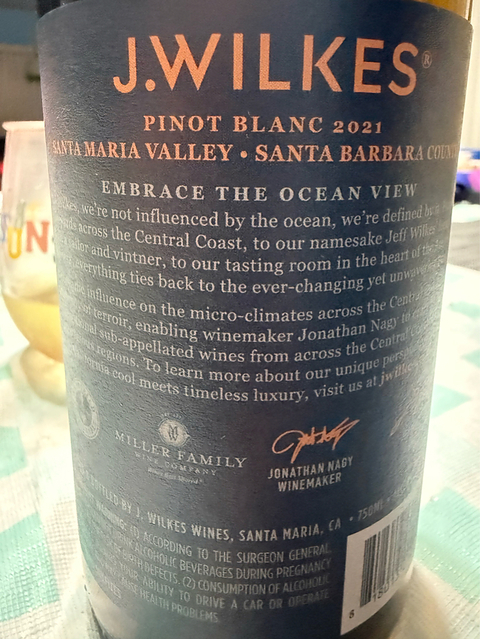 J.WILKES®
PINOT BLANC 2021
SANTA MARIA VALLEY • SANTA BARBARA COUN
EMBRACE THE OCEAN VIEW
we're not influenced by the ocean, we're defined by
across the Central Coast, to our namesake Jeff Wilkes
and vintner, to our tasting room in the heart of
everything ties back to the ever-changing yet
influence on the micro-climates across the Central
terroir, enabling winemaker Jonathan Nagy to
sub-appellated wines from across the Central
regions. To learn more about our unique
cool meets timeless luxury, visit us at jwilke
MILLER FAMILY
WINE COMPANY
JONATHAN NAGY
WINEMAKER
BY J. WILKES WINES, SANTA MARIA, CA • 750ML
(1) ACCORDING TO THE SURGEON GENERAL,
ALCOHOLIC BEVERAGES DURING PREGNANCY
BIRTH DEFECTS. (2) CONSUMPTION OF ALCOHOLIC
YOUR ABILITY TO DRIVE A CAR OR OPERATE
HEALTH PROBLEMS.
UN